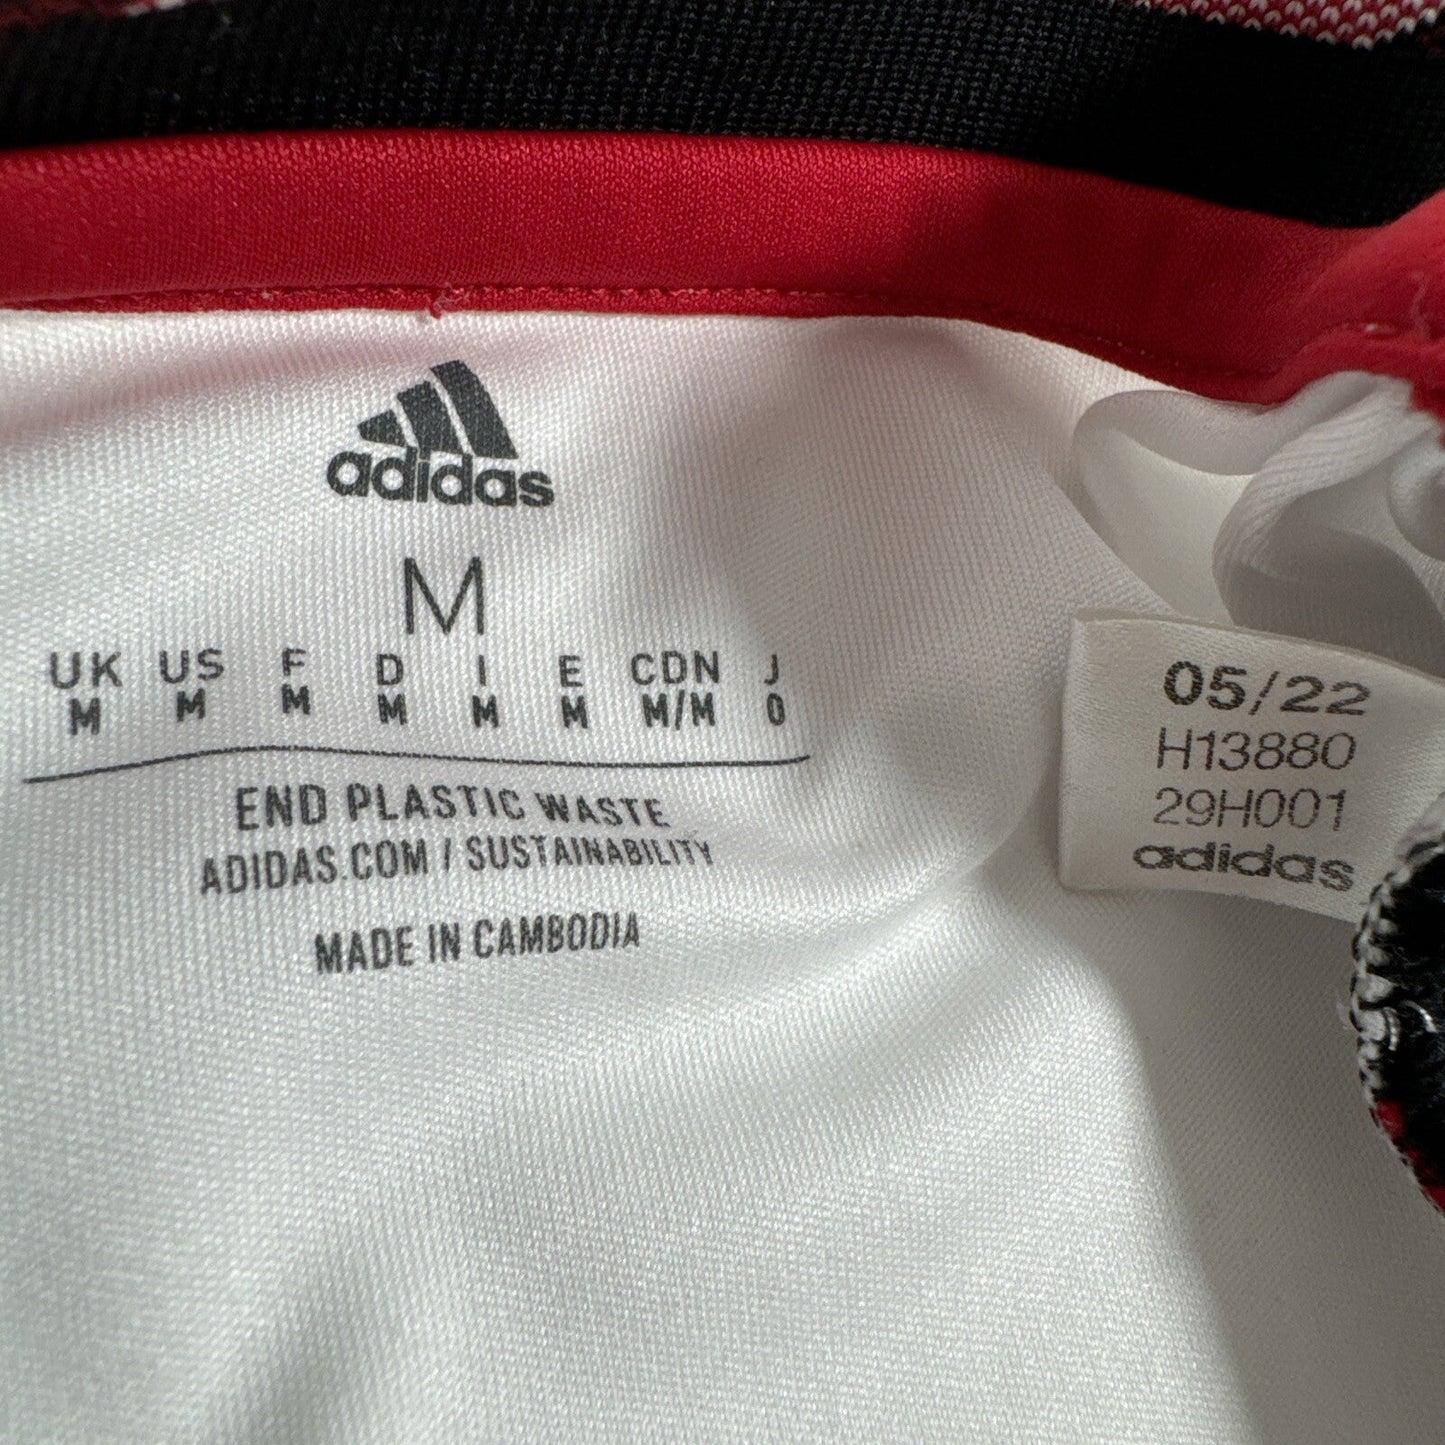 adidas
M
UK US F D I E CDN J
M M M M M M M/M O
END PLASTIC WASTE
ADIDAS.COM / SUSTAINABILITY
MADE IN CAMBODIA
05/22
H13880
29H001
adidas